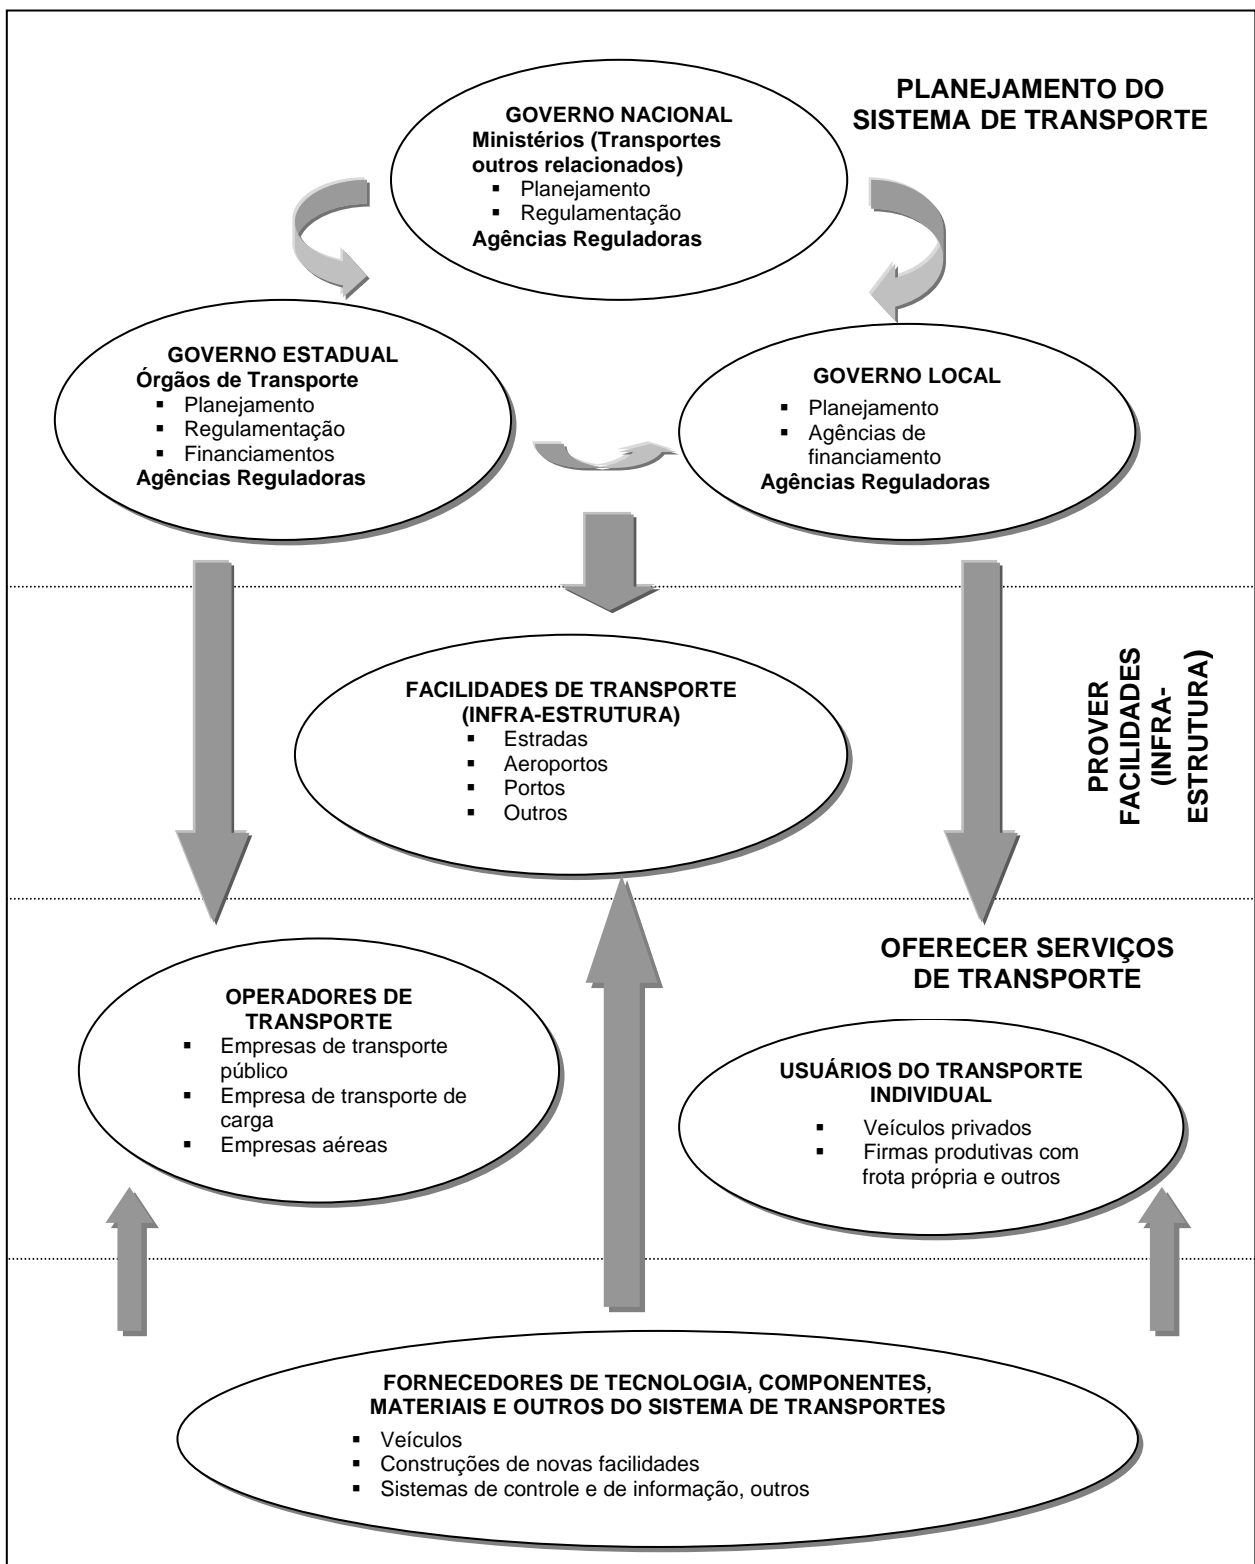 PLANEJAMENTO DO
SISTEMA DE TRANSPORTE
GOVERNO NACIONAL
Ministérios (Transportes
outros relacionados)
▪ Planejamento
▪ Regulamentação
Agências Reguladoras
GOVERNO ESTADUAL
Órgãos de Transporte
▪ Planejamento
▪ Regulamentação
▪ Financiamentos
Agências Reguladoras
GOVERNO LOCAL
▪ Planejamento
▪ Agências de
financiamento
Agências Reguladoras
FACILIDADES DE TRANSPORTE
(INFRA-ESTRUTURA)
▪ Estradas
▪ Aeroportos
▪ Portos
▪ Outros
PROVER
FACILIDADES
(INFRA-
ESTRUTURA)
OFERECER SERVIÇOS
DE TRANSPORTE
OPERADORES DE
TRANSPORTE
▪ Empresas de transporte
público
▪ Empresa de transporte de
carga
▪ Empresas aéreas
USUÁRIOS DO TRANSPORTE
INDIVIDUAL
▪ Veículos privados
▪ Firmas produtivas com
frota própria e outros
FORNECEDORES DE TECNOLOGIA, COMPONENTES,
MATERIAIS E OUTROS DO SISTEMA DE TRANSPORTES
▪ Veículos
▪ Construções de novas facilidades
▪ Sistemas de controle e de informação, outros